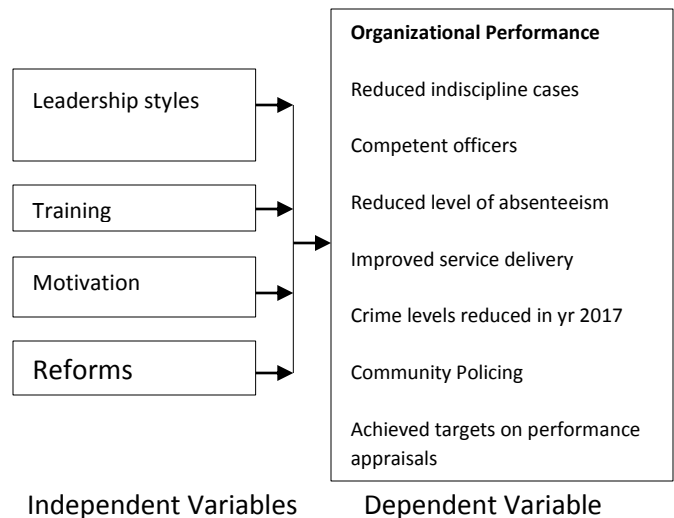 Leadership styles
Training
Motivation
Reforms
Organizational Performance
Reduced indiscipline cases
Competent officers
Reduced level of absenteeism
Improved service delivery
Crime levels reduced in yr 2017
Community Policing
Achieved targets on performance
appraisals
Independent Variables
Dependent Variable